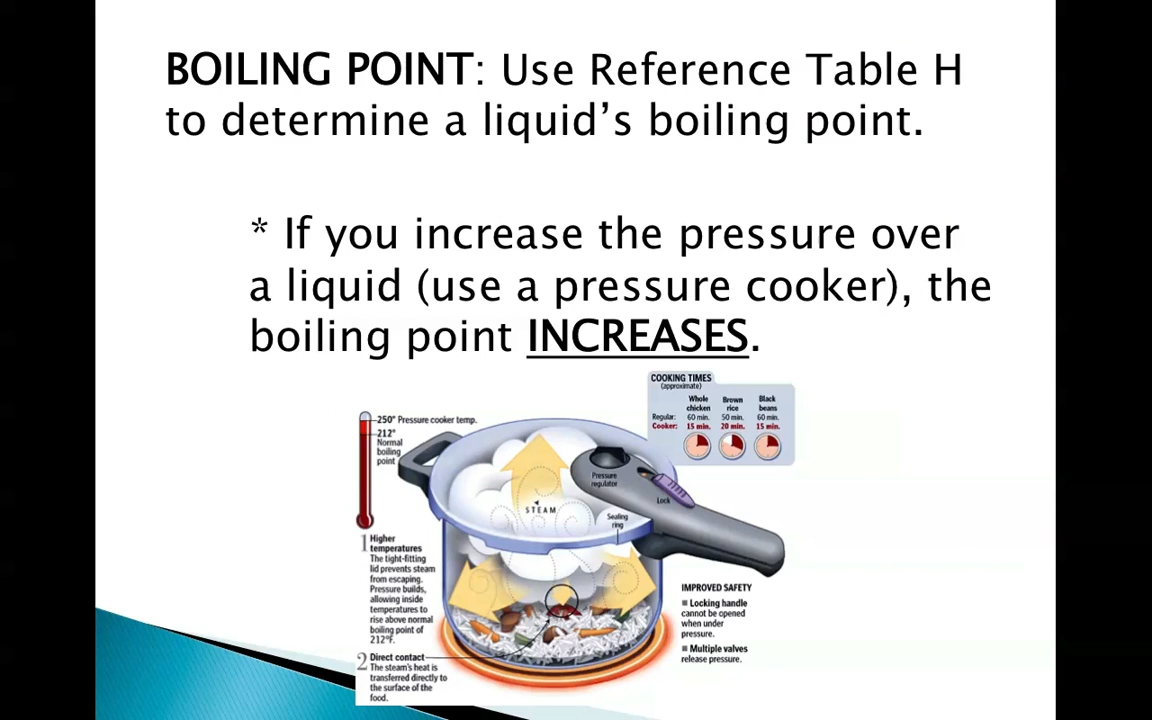 BOILING POINT: Use Reference Table H
to determine a liquid’s boiling point.
* If you increase the pressure over
a liquid (use a pressure cooker), the
boiling point INCREASES.
COOKING TIMES
(approximate)
Whole chicken Brown rice Black beans
Regular: 60 min. 50 min. 60 min.
Cooker: 15 min. 20 min. 15 min.
250° Pressure cooker temp.
212°
Normal
boiling
point
Pressure
regulator
Lock
STEAM
Sealing
ring
1 Higher
temperatures
The tight-fitting
lid prevents steam
from escaping.
Pressure builds,
allowing inside
temperatures to
rise above normal
boiling point of
212°F.
2 Direct contact
The steam's heat is
transferred directly to
the surface of the
food.
IMPROVED SAFETY
■ Locking handle
cannot be opened
when under
pressure.
■ Multiple valves
release pressure.